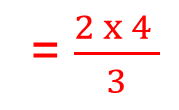 = 2 x 4
3